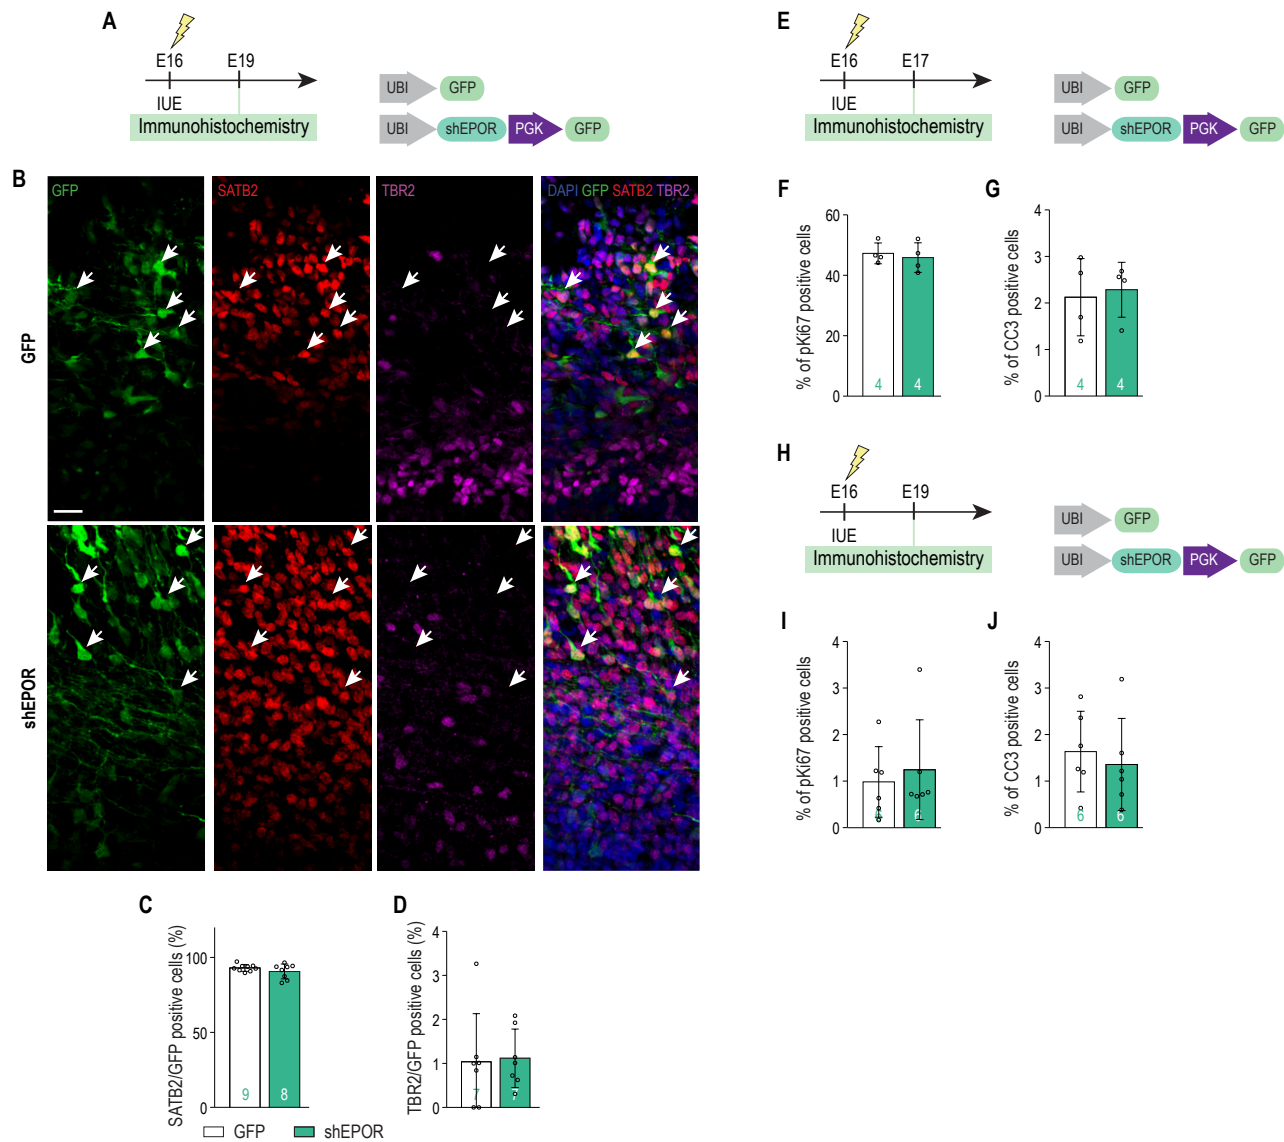 A
E16 E19
IUE
Immunohistochemistry
UBI GFP
UBI shEPOR PGK GFP
B
GFP SATB2 TBR2 DAPI GFP SATB2 TBR2
GFP
shEPOR
C
SATB2/GFP positive cells (%)
100
50
0
9 8
D
TBR2/GFP positive cells (%)
4
3
2
1
0
7 7
GFP shEPOR
E
E16 E17
IUE
Immunohistochemistry
UBI GFP
UBI shEPOR PGK GFP
F
% of pKi67 positive cells
60
40
20
0
4 4
G
% of CC3 positive cells
4
3
2
1
0
4 4
H
E16 E19
IUE
Immunohistochemistry
UBI GFP
UBI shEPOR PGK GFP
I
% of pKi67 positive cells
4
3
2
1
0
6
J
% of CC3 positive cells
4
3
2
1
0
6 6